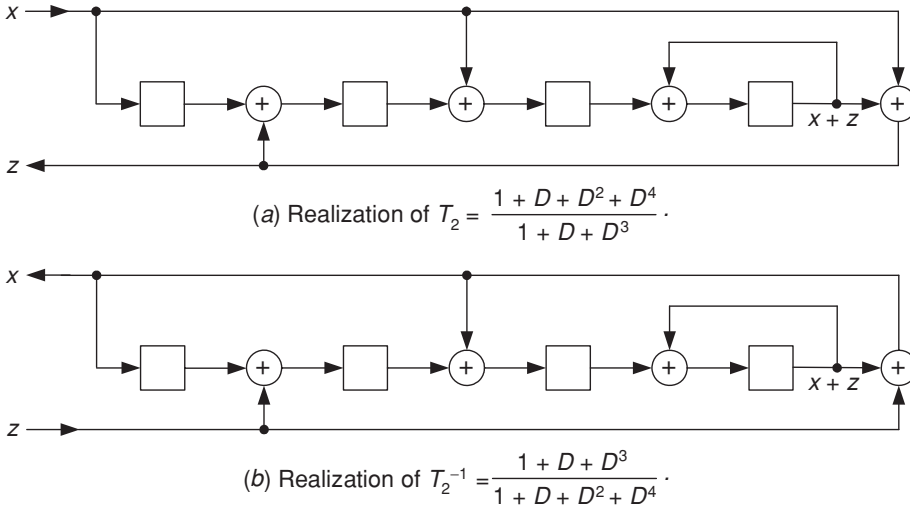 x
+ + + +
x + z
z
(a) Realization of T₂ = (1 + D + D² + D⁴)/(1 + D + D³) .
x
+ + + +
x + z
z
(b) Realization of T₂⁻¹ = (1 + D + D³)/(1 + D + D² + D⁴) .